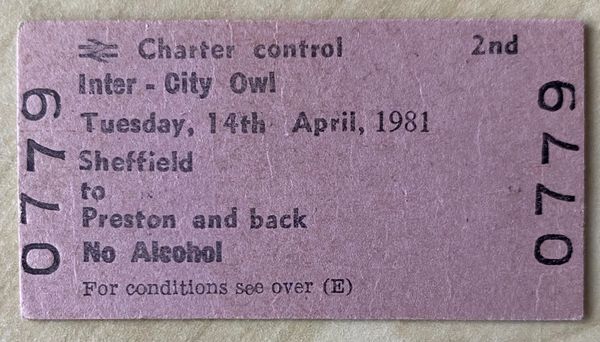 Charter control 2nd
Inter - City Owl
Tuesday, 14th April, 1981
Sheffield
to
Preston and back
No Alcohol
For conditions see over (E)
0779
0779